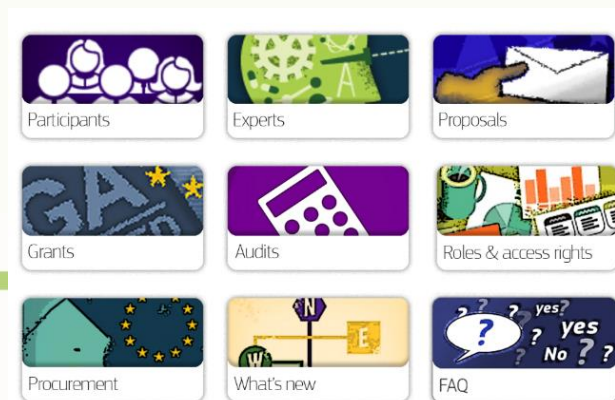 Participants
Experts
Proposals
GA
Grants
Audits
Roles & access rights
N
E
W
Procurement
What's new
? ? ? yes?
? ? yes
? No ? ?
FAQ